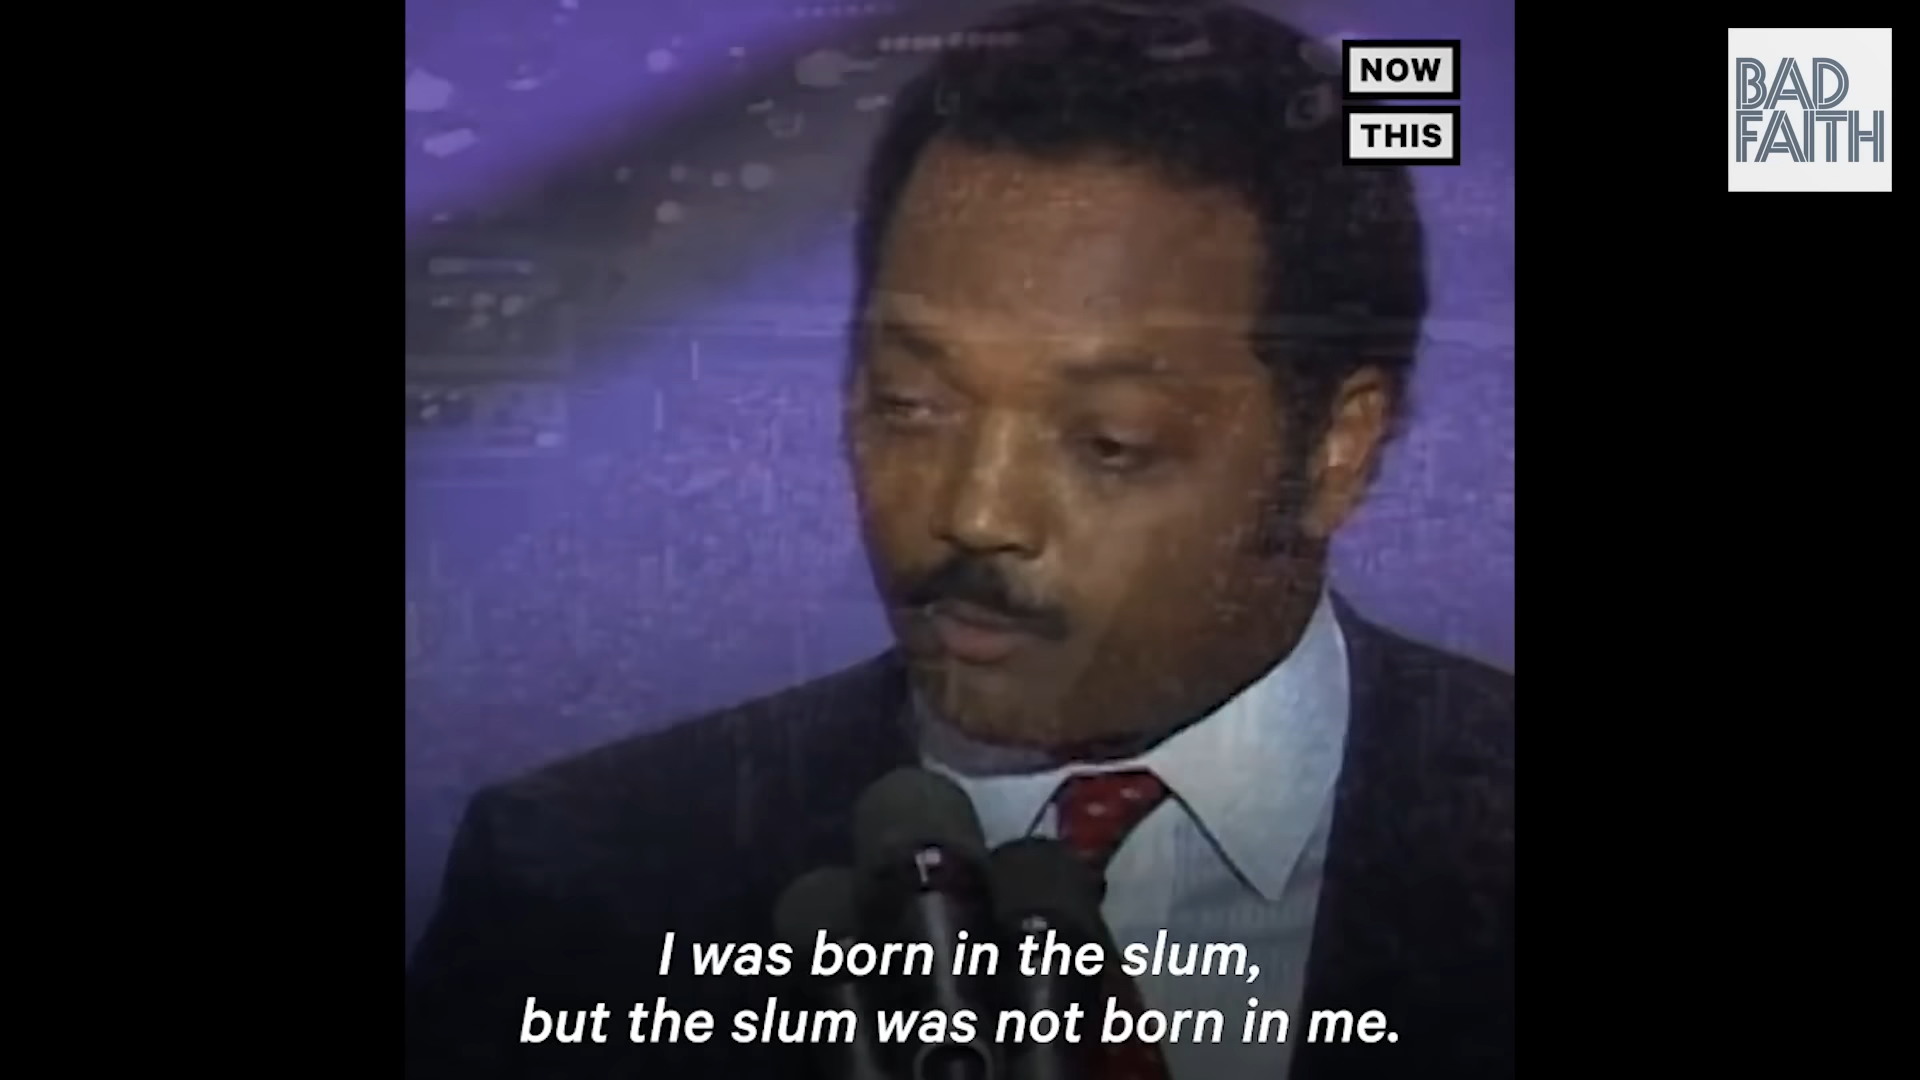 NOW
THIS
BAD
FAITH
I was born in the slum,
but the slum was not born in me.